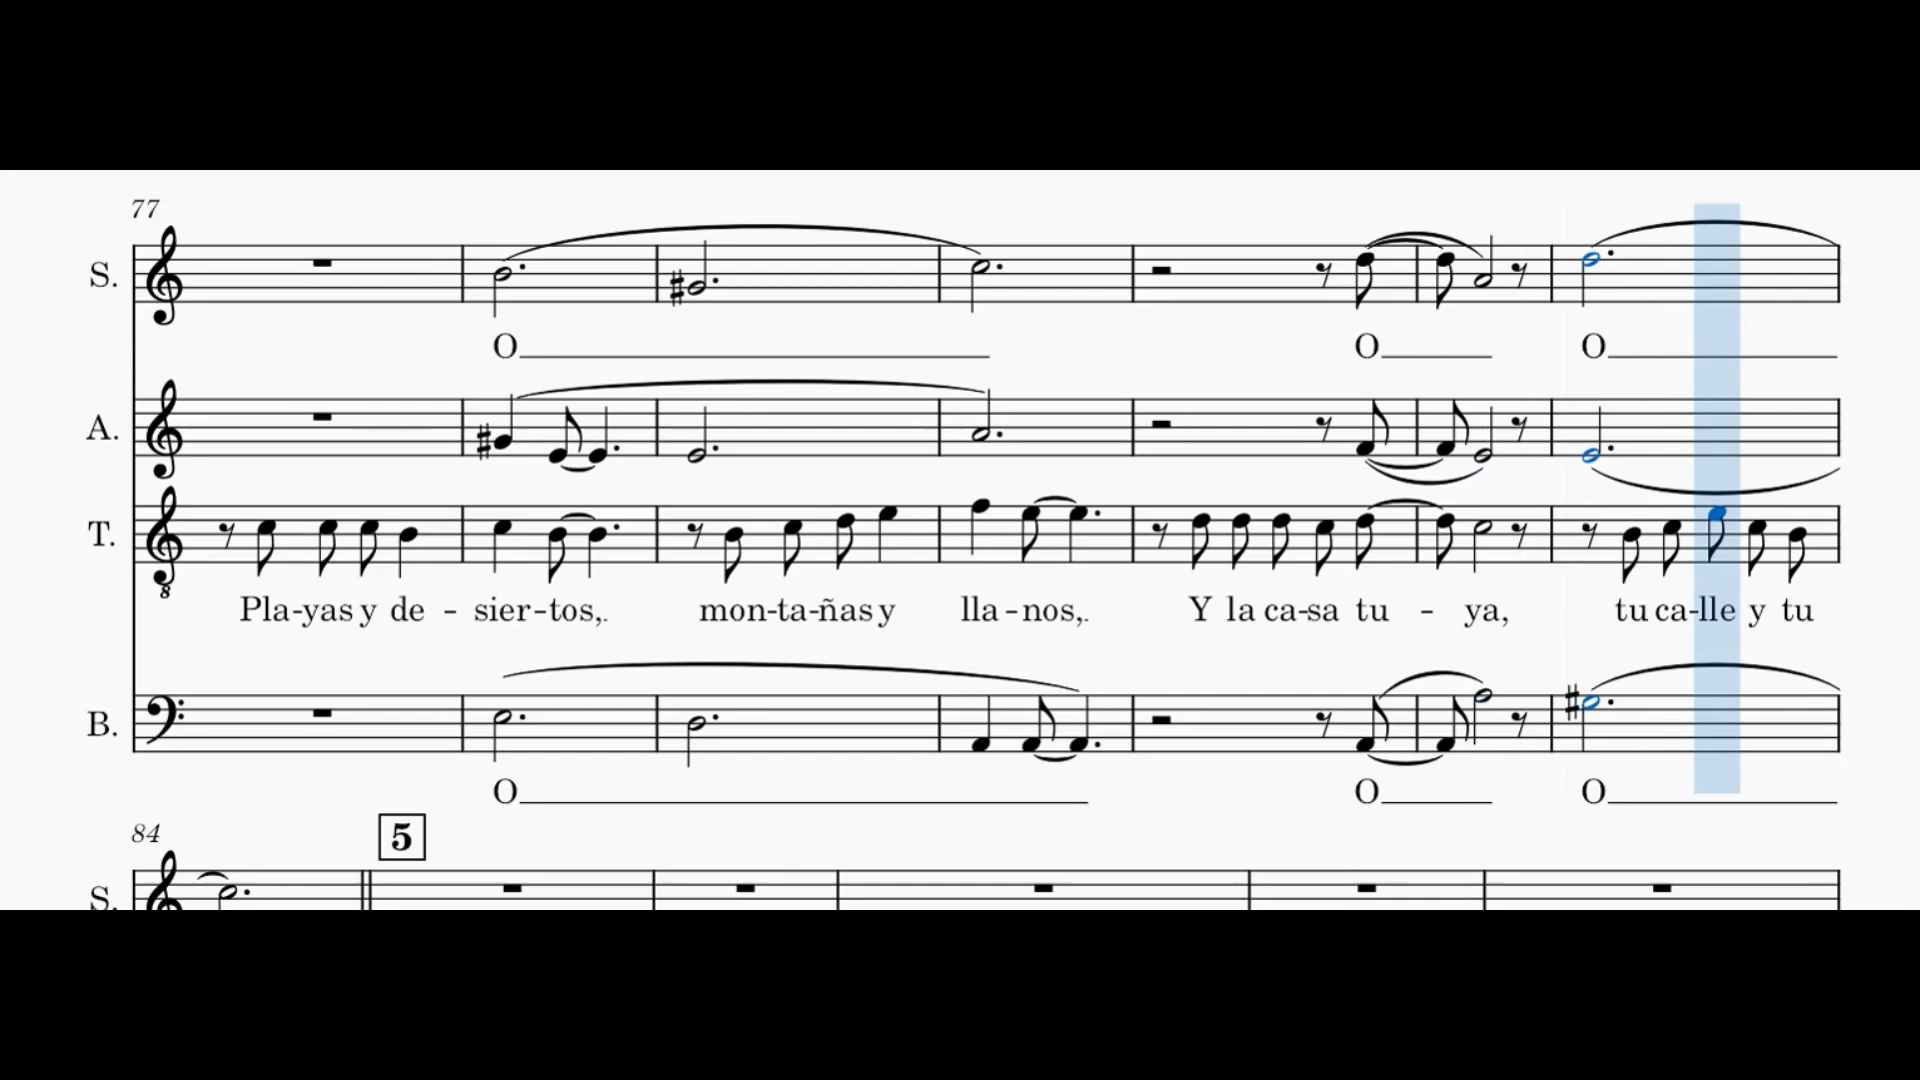 77
S.
O O O
A.
T.
8
Pla-yas y de - sier-tos,. mon-ta-ñas y lla-nos,. Y la ca-sa tu - ya, tu ca-lle y tu
B.
O O O
84
5
S.